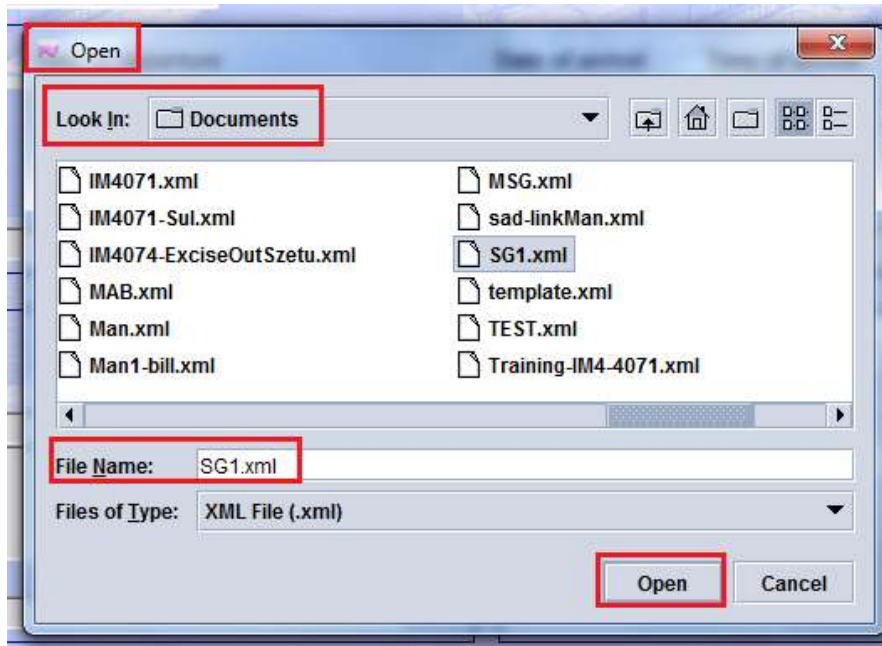 Open
Look In: Documents
IM4071.xml
IM4071-Sul.xml
IM4074-ExciseOutSzetu.xml
MAB.xml
Man.xml
Man1-bill.xml
MSG.xml
sad-linkMan.xml
SG1.xml
template.xml
TEST.xml
Training-IM4-4071.xml
File Name: SG1.xml
Files of Type: XML File (.xml)
Open Cancel